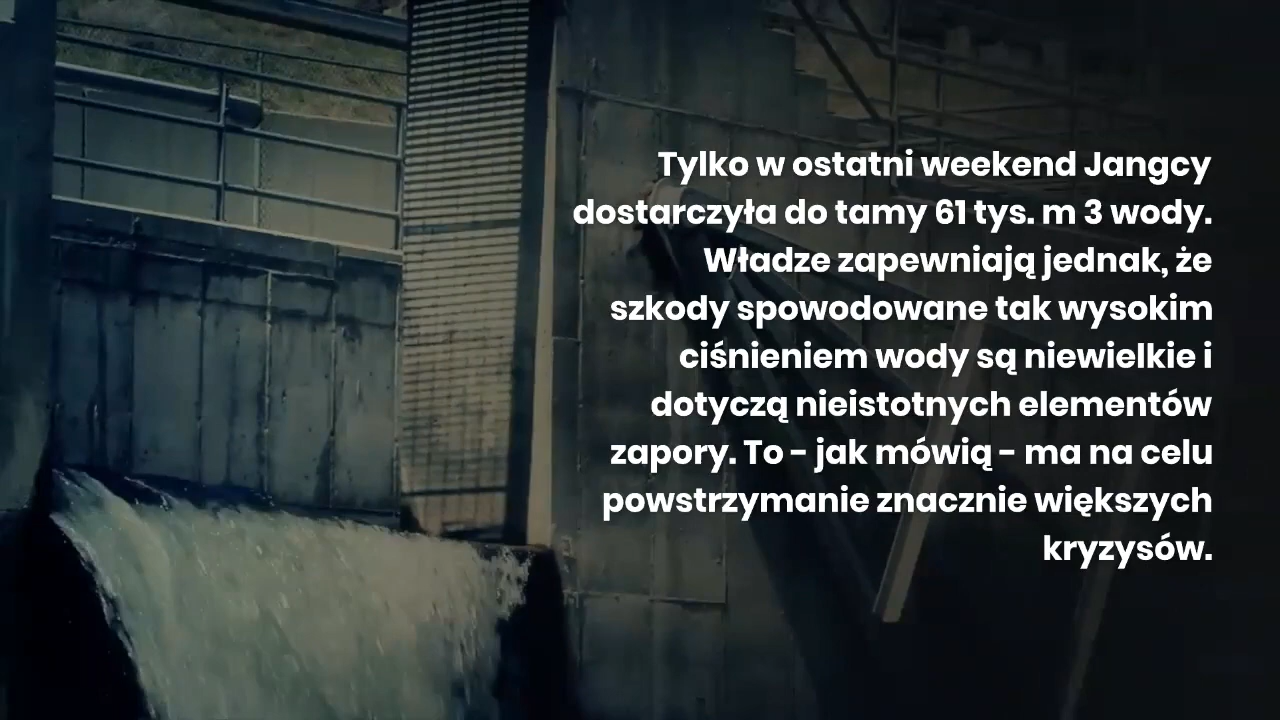 Tylko w ostatni weekend Jangcy
dostarczyła do tamy 61 tys. m 3 wody.
Władze zapewniają jednak, że
szkody spowodowane tak wysokim
ciśnieniem wody są niewielkie i
dotyczą nieistotnych elementów
zapory. To - jak mówią - ma na celu
powstrzymanie znacznie większych
kryzysów.